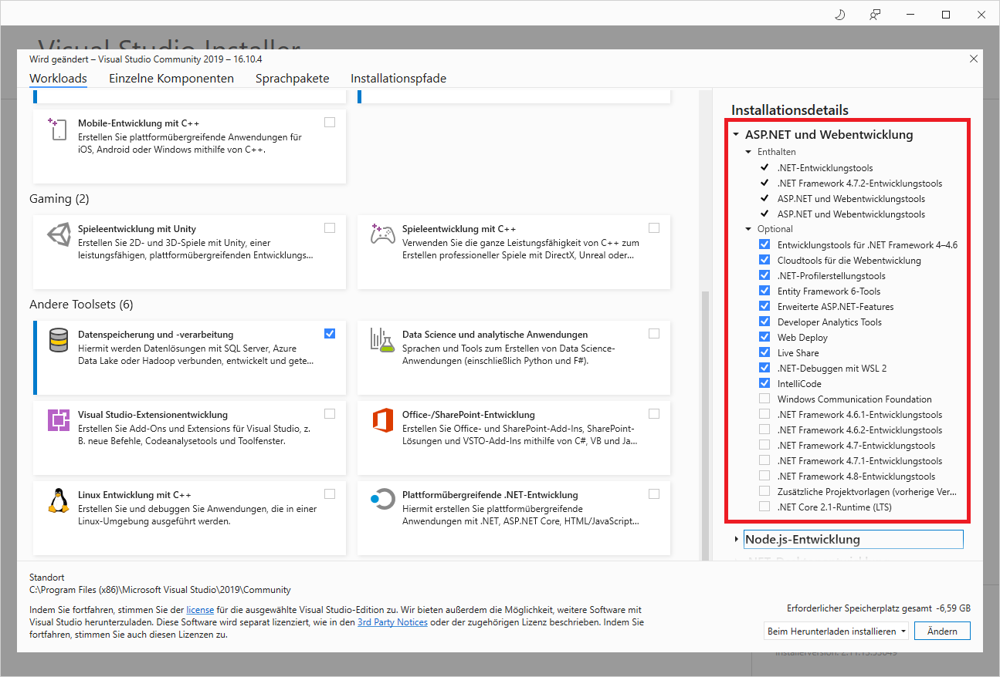 Visual Studio Installer
Wird geändert – Visual Studio Community 2019 – 16.10.4
Workloads
Einzelne Komponenten
Sprachpakete
Installationspfade
Mobile-Entwicklung mit C++
Erstellen Sie plattformübergreifende Anwendungen für
iOS, Android oder Windows mithilfe von C++.
Gaming (2)
Spieleentwicklung mit Unity
Erstellen Sie 2D- und 3D-Spiele mit Unity, einer
leistungsfähigen, plattformübergreifenden Entwicklungs...
Spieleentwicklung mit C++
Verwenden Sie die ganze Leistungsfähigkeit von C++ zum
Erstellen professioneller Spiele mit DirectX, Unreal oder...
Andere Toolsets (6)
Datenspeicherung und -verarbeitung
Hiermit werden Datenlösungen mit SQL Server, Azure
Data Lake oder Hadoop verbunden, entwickelt und gete...
Data Science und analytische Anwendungen
Sprachen und Tools zum Erstellen von Data Science-
Anwendungen (einschließlich Python und F#).
Visual Studio-Extensionentwicklung
Erstellen Sie Add-Ons und Extensions für Visual Studio, z.
B. neue Befehle, Codeanalysetools und Toolfenster.
Office-/SharePoint-Entwicklung
Erstellen Sie Office- und SharePoint-Add-Ins, SharePoint-
Lösungen und VSTO-Add-Ins mithilfe von C#, VB und Ja...
Linux Entwicklung mit C++
Erstellen Sie und debuggen Sie Anwendungen, die in einer
Linux-Umgebung ausgeführt werden.
Plattformübergreifende .NET-Entwicklung
Hiermit erstellen Sie plattformübergreifende
Anwendungen mit .NET, ASP.NET Core, HTML/JavaScript...
Installationsdetails
ASP.NET und Webentwicklung
Enthalten
.NET-Entwicklungstools
.NET Framework 4.7.2-Entwicklungstools
ASP.NET und Webentwicklungstools
ASP.NET und Webentwicklungstools
Optional
Entwicklungstools für .NET Framework 4–4.6
Cloudtools für die Webentwicklung
.NET-Profilerstellungstools
Entity Framework 6-Tools
Erweiterte ASP.NET-Features
Developer Analytics Tools
Web Deploy
Live Share
.NET-Debuggen mit WSL 2
IntelliCode
Windows Communication Foundation
.NET Framework 4.6.1-Entwicklungstools
.NET Framework 4.6.2-Entwicklungstools
.NET Framework 4.7-Entwicklungstools
.NET Framework 4.7.1-Entwicklungstools
.NET Framework 4.8-Entwicklungstools
Zusätzliche Projektvorlagen (vorherige Ver...
.NET Core 2.1-Runtime (LTS)
Node.js-Entwicklung
Standort
C:\Program Files (x86)\Microsoft Visual Studio\2019\Community
Indem Sie fortfahren, stimmen Sie der license für die ausgewählte Visual Studio-Edition zu. Wir bieten außerdem die Möglichkeit, weitere Software mit
Visual Studio herunterzuladen. Diese Software wird separat lizenziert, wie in den 3rd Party Notices oder der zugehörigen Lizenz beschrieben. Indem Sie
fortfahren, stimmen Sie auch diesen Lizenzen zu.
Erforderlicher Speicherplatz gesamt -6,59 GB
Beim Herunterladen installieren
Ändern